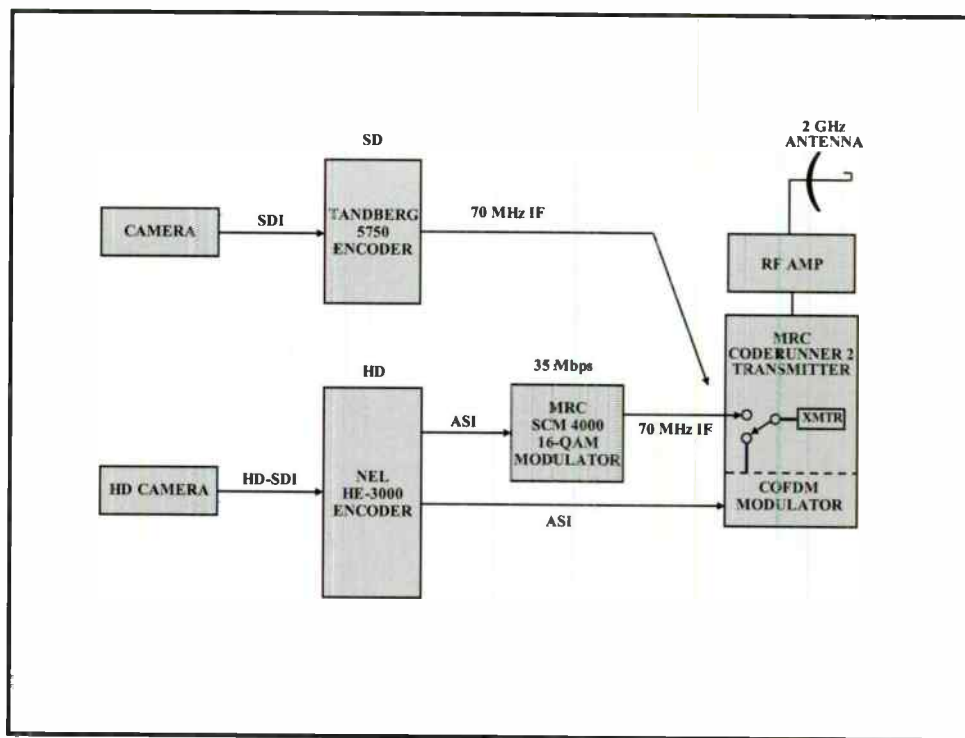 2 GHz
ANTENNA
SD
TANDBERG
5750
ENCODER
CAMERA
SDI
70 MHz IF
RF AMP
MRC
CODERUNNER 2
TRANSMITTER
XMTR
COFDM
MODULATOR
HD
35 Mbps
MRC
SCM 4000
16-QAM
MODULATOR
ASI
70 MHz IF
HD CAMERA
HD-SDI
NEL
HE-3000
ENCODER
ASI